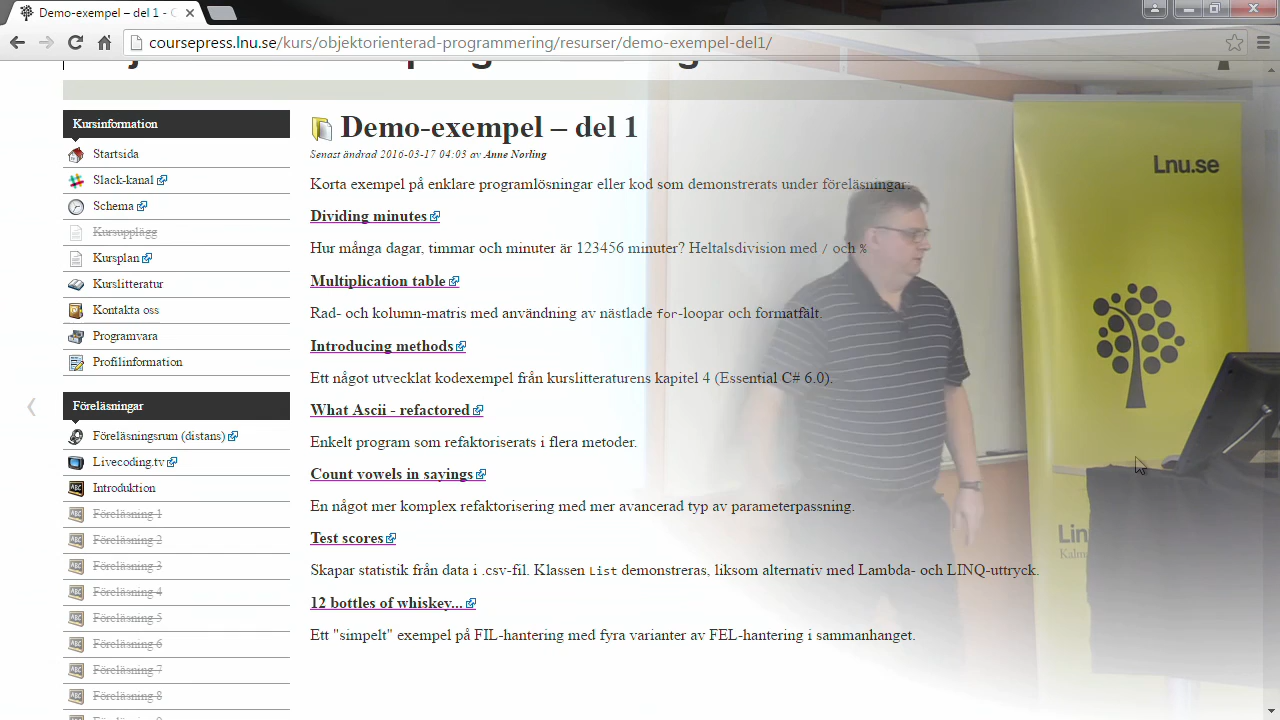 Demo-exempel – del 1 - C
coursepress.lnu.se/kurs/objektorienterad-programmering/resurser/demo-exempel-del1/
Kursinformation
Startsida
Slack-kanal
Schema
Kursupplägg
Kursplan
Kurslitteratur
Kontakta oss
Programvara
Profilinformation
Föreläsningar
Föreläsningsrum (distans)
Livecoding.tv
Introduktion
Föreläsning 1
Föreläsning 2
Föreläsning 3
Föreläsning 4
Föreläsning 5
Föreläsning 6
Föreläsning 7
Föreläsning 8
Demo-exempel – del 1
Senast ändrad 2016-03-17 04:03 av Anne Norling
Korta exempel på enklare programlösningar eller kod som demonstrerats under föreläsningar.
Dividing minutes
Hur många dagar, timmar och minuter är 123456 minuter? Heltalsdivision med / och %
Multiplication table
Rad- och kolumn-matris med användning av nästlade for-loopar och formatfält.
Introducing methods
Ett något utvecklat kodexempel från kurslitteraturens kapitel 4 (Essential C# 6.0).
What Ascii - refactored
Enkelt program som refaktoriserats i flera metoder.
Count vowels in sayings
En något mer komplex refaktorisering med mer avancerad typ av parameterpassning.
Test scores
Skapar statistik från data i .csv-fil. Klassen List demonstreras, liksom alternativ med Lambda- och LINQ-uttryck.
12 bottles of whiskey...
Ett "simpelt" exempel på FIL-hantering med fyra varianter av FEL-hantering i sammanhanget.
Lnu.se
Lin
Kalm